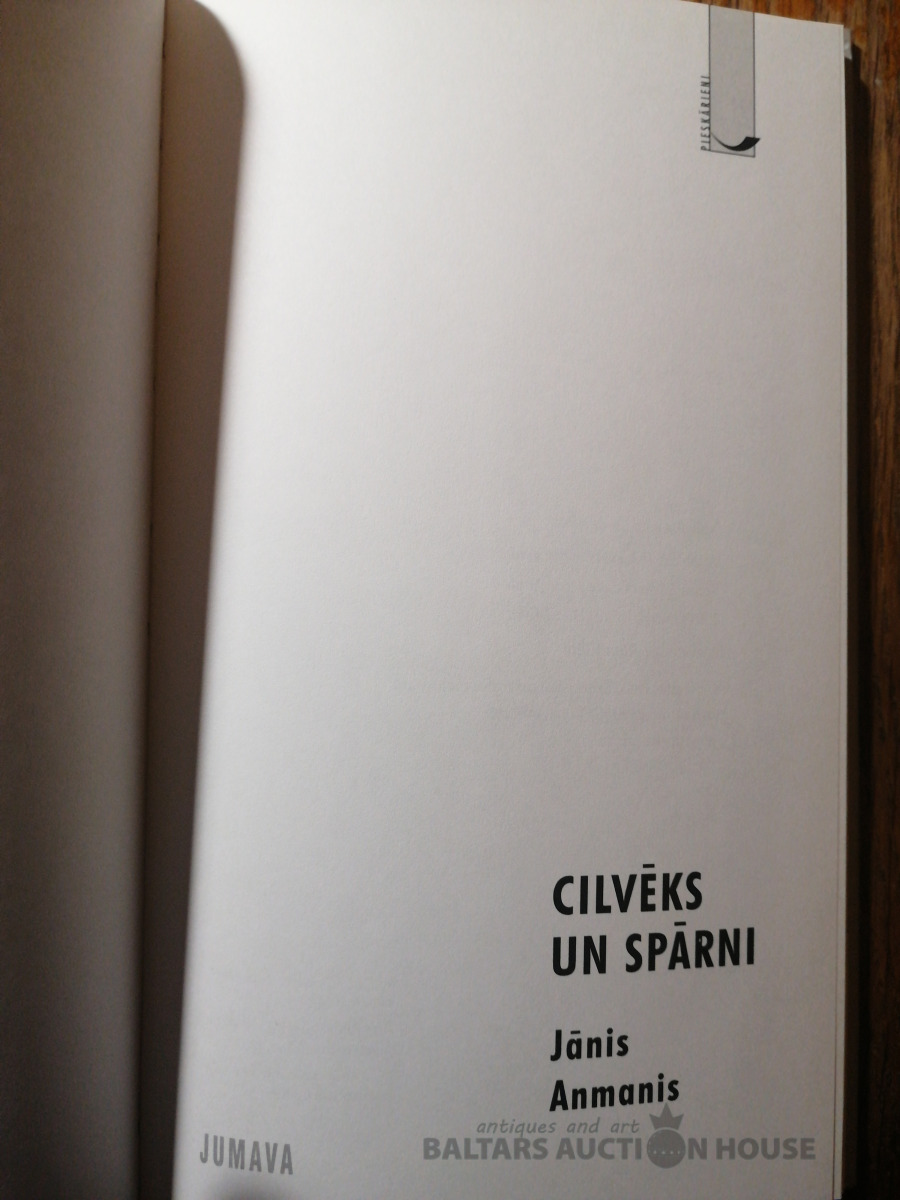 PIESKĀRIENI
CILVĒKS
UN SPĀRNI
Jānis
Anmanis
JUMAVA
antiques and art
BALTARS AUCTION HOUSE